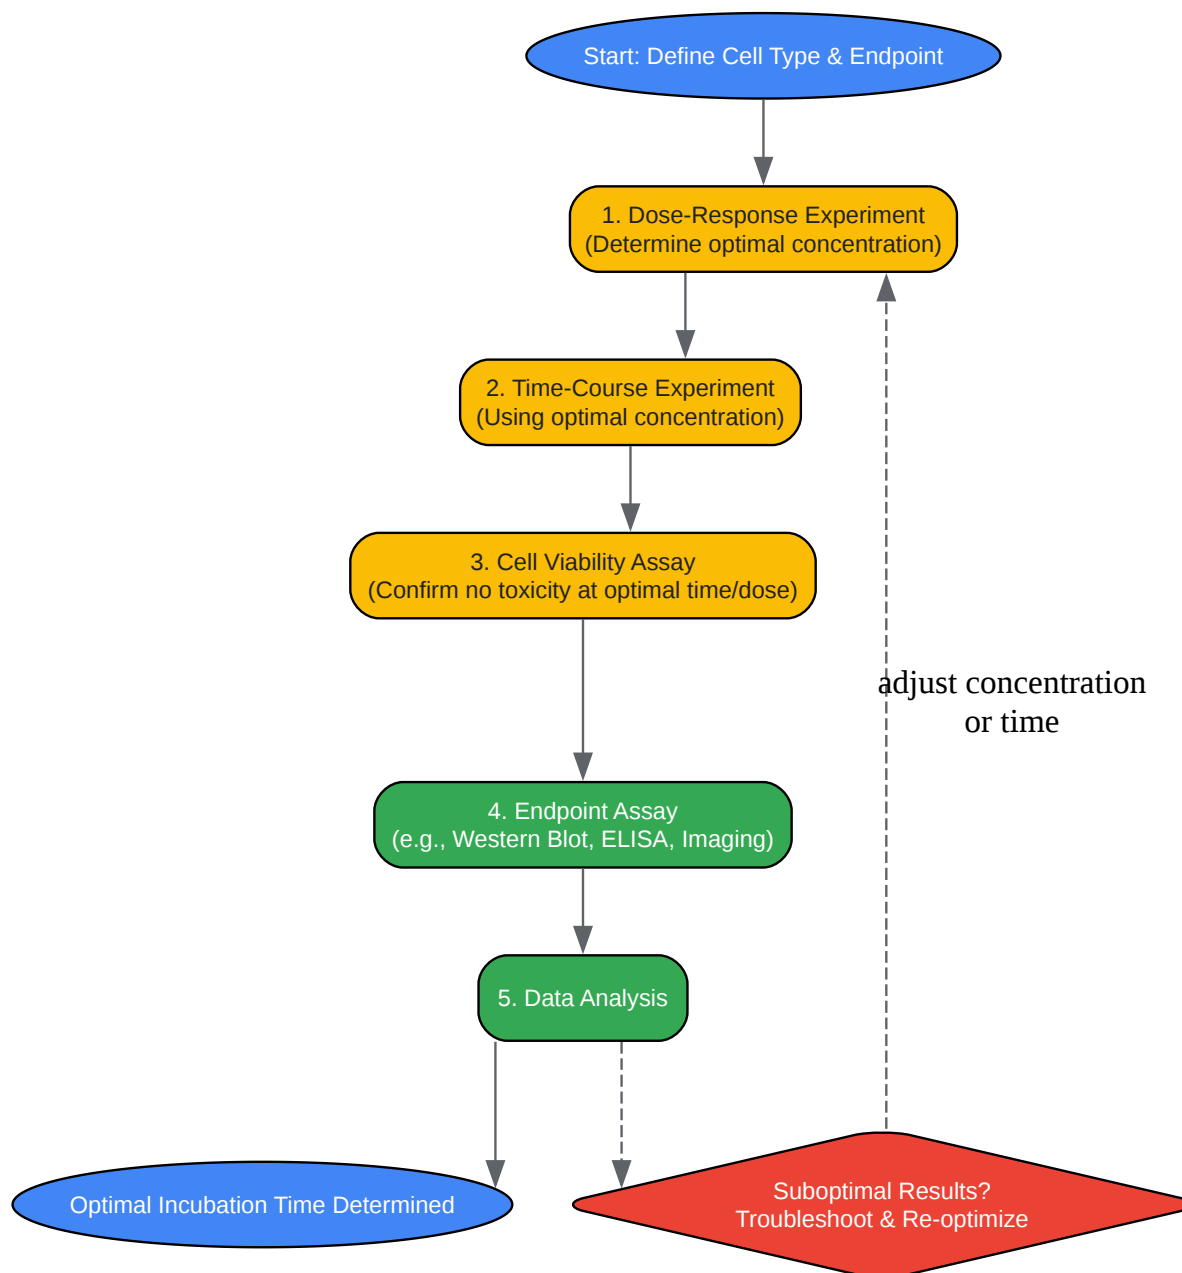 Start: Define Cell Type & Endpoint
1. Dose-Response Experiment
(Determine optimal concentration)
2. Time-Course Experiment
(Using optimal concentration)
3. Cell Viability Assay
(Confirm no toxicity at optimal time/dose)
adjust concentration
or time
4. Endpoint Assay
(e.g., Western Blot, ELISA, Imaging)
5. Data Analysis
Optimal Incubation Time Determined
Suboptimal Results?
Troubleshoot & Re-optimize